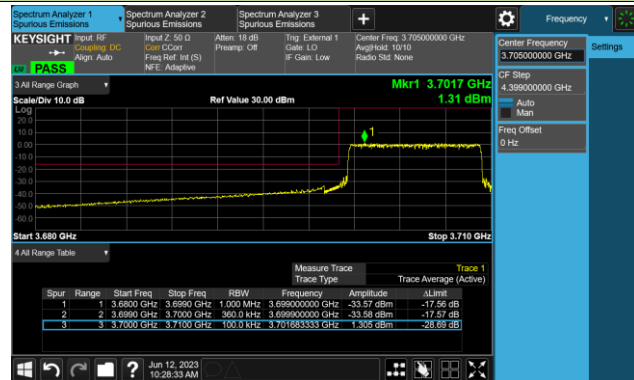 Spectrum Analyzer 1
Spurious Emissions
Spectrum Analyzer 2
Spurious Emissions
Spectrum Analyzer 3
Spurious Emissions
Frequency
KEYSIGHT
Input: RF
Coupling: DC
Align: Auto
Input Z: 50 Ω
Corr CCorr
Freq Ref: Int (S)
NFE: Adaptive
Atten: 18 dB
Preamp: Off
Trig: External 1
Gate: LO
IF Gain: Low
Center Freq: 3.705000000 GHz
Avg|Hold: 10/10
Radio Std: None
PASS
Center Frequency
3.705000000 GHz
Settings
CF Step
4.399000000 GHz
Auto
Man
Freq Offset
0 Hz
3 All Range Graph
Mkr1 3.7017 GHz
1.31 dBm
Scale/Div 10.0 dB
Ref Value 30.00 dBm
Log
20.0
10.0
0.00
-10.0
-20.0
-30.0
-40.0
-50.0
-60.0
1
Start 3.680 GHz
Stop 3.710 GHz
4 All Range Table
Measure Trace Trace 1
Trace Type Trace Average (Active)
Spur Range Start Freq Stop Freq RBW Frequency Amplitude ΔLimit
1 1 3.6800 GHz 3.6990 GHz 1.000 MHz 3.699000000 GHz -33.57 dBm -17.56 dB
2 2 3.6990 GHz 3.7000 GHz 360.0 kHz 3.699900000 GHz -33.58 dBm -17.57 dB
3 3 3.7000 GHz 3.7100 GHz 100.0 kHz 3.701683333 GHz 1.305 dBm -28.69 dB
Jun 12, 2023
10:28:33 AM